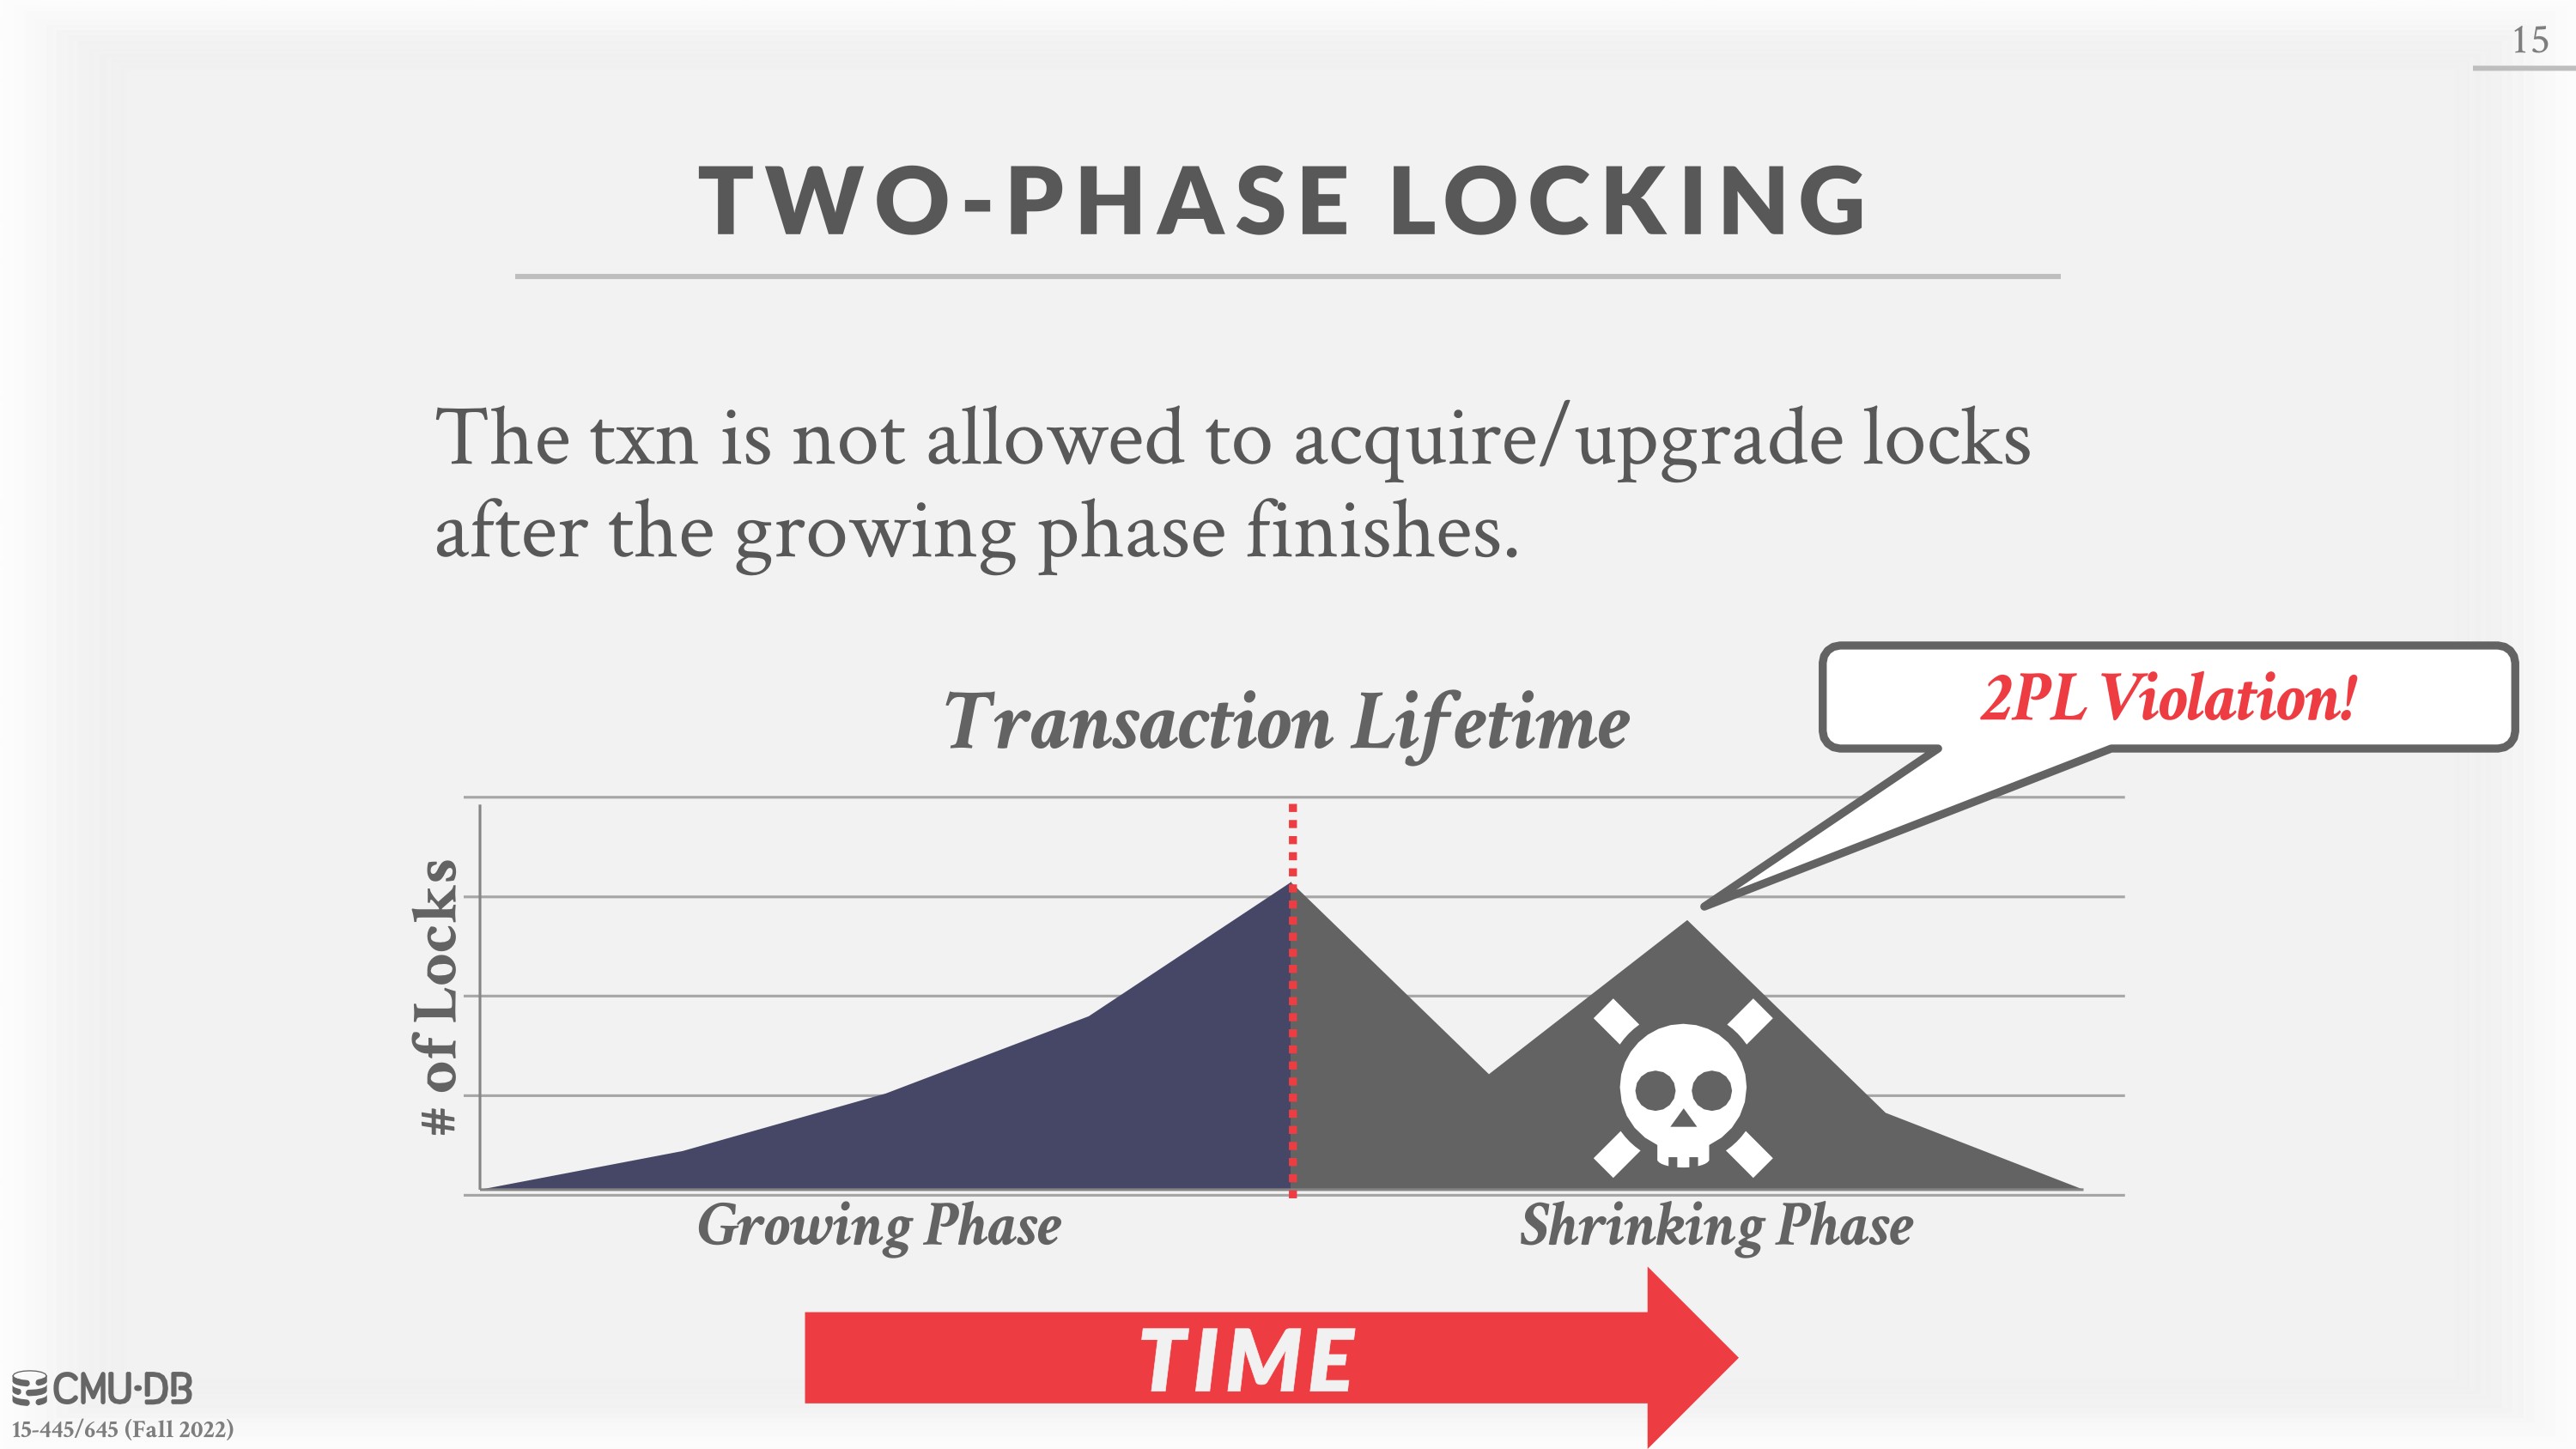 15
TWO-PHASE LOCKING
The txn is not allowed to acquire/upgrade locks
after the growing phase finishes.
2PL Violation!
Transaction Lifetime
# of Locks
Growing Phase
Shrinking Phase
TIME
CMU·DB
15-445/645 (Fall 2022)